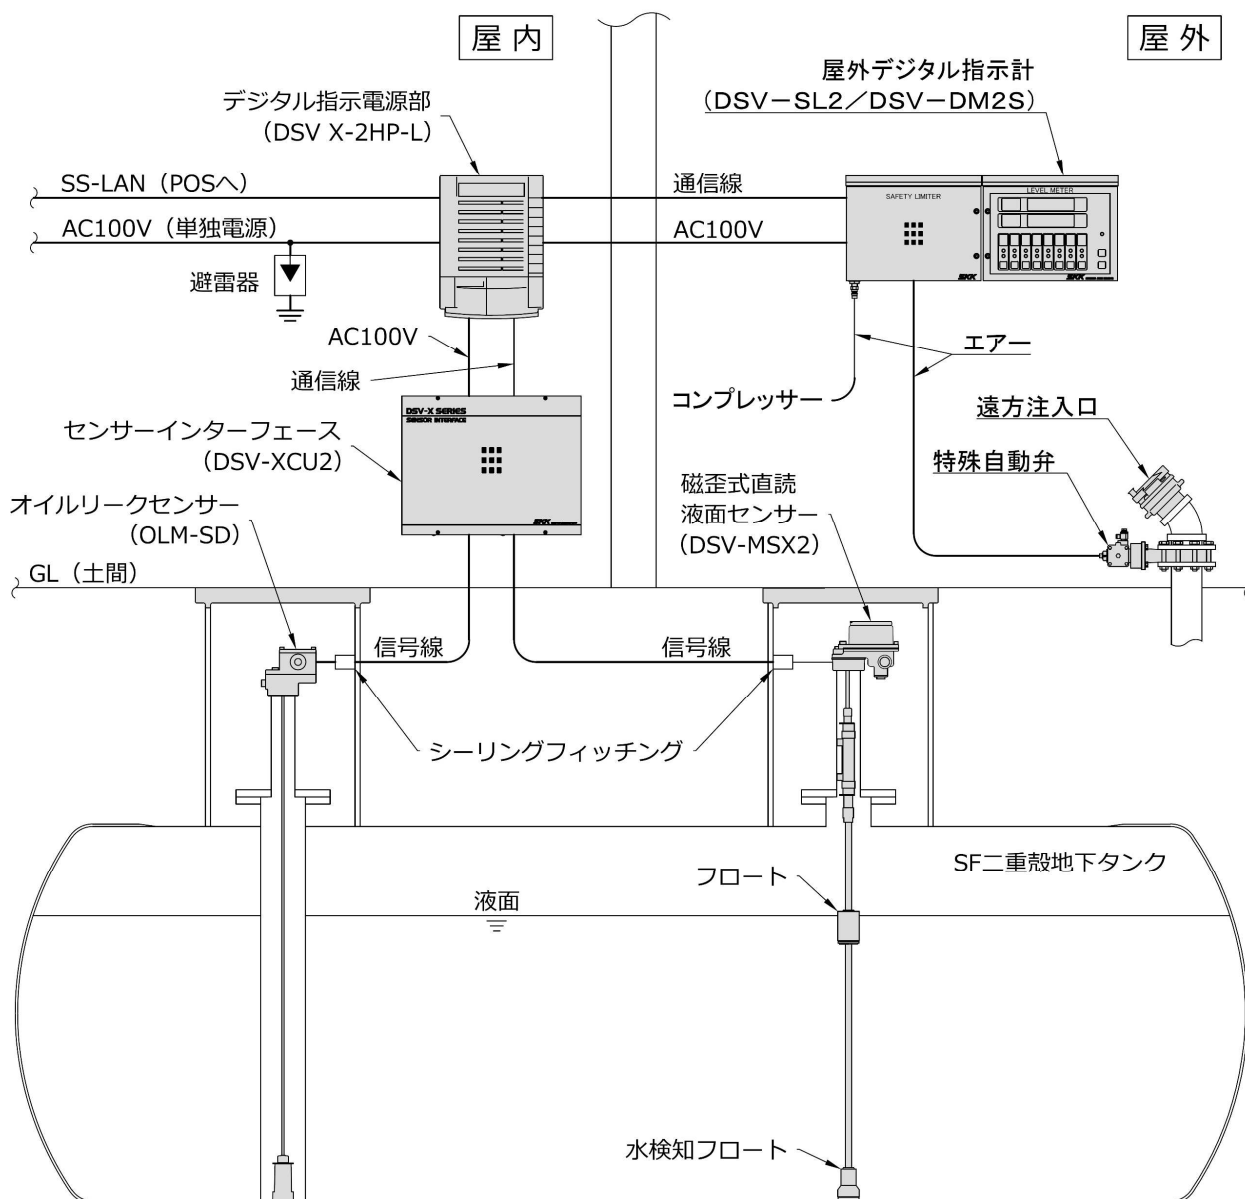 屋内
屋外
屋外デジタル指示計
(DSV-SL2/DSV-DM2S)
デジタル指示電源部
(DSV X-2HP-L)
SS-LAN(POSへ)
通信線
SAFETY LIMITER
LEVEL METER
AC100V(単独電源)
AC100V
避雷器
SKK
SKK
AC100V
エアー
通信線
コンプレッサー
遠方注入口
DSV-X SERIES
SENSOR INTERFACE
センサーインターフェース
(DSV-XCU2)
特殊自動弁
磁歪式直読
液面センサー
(DSV-MSX2)
オイルリークセンサー
(OLM-SD)
SKK
GL(土間)
信号線
信号線
シーリングフィッチング
SF二重殻地下タンク
フロート
液面
水検知フロート